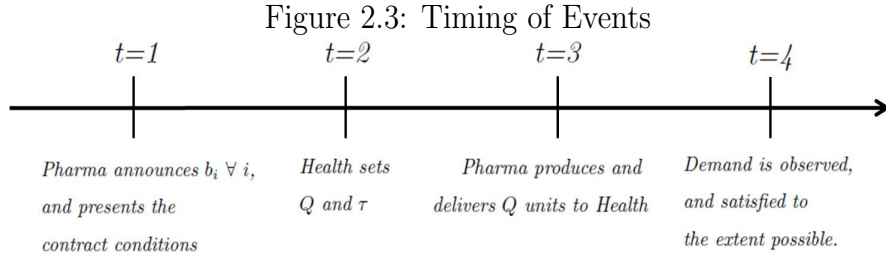 Figure 2.3: Timing of Events
t=1 t=2 t=3 t=4
Pharma announces b_i ∀ i,
and presents the
contract conditions
Health sets
Q and τ
Pharma produces and
delivers Q units to Health
Demand is observed,
and satisfied to
the extent possible.